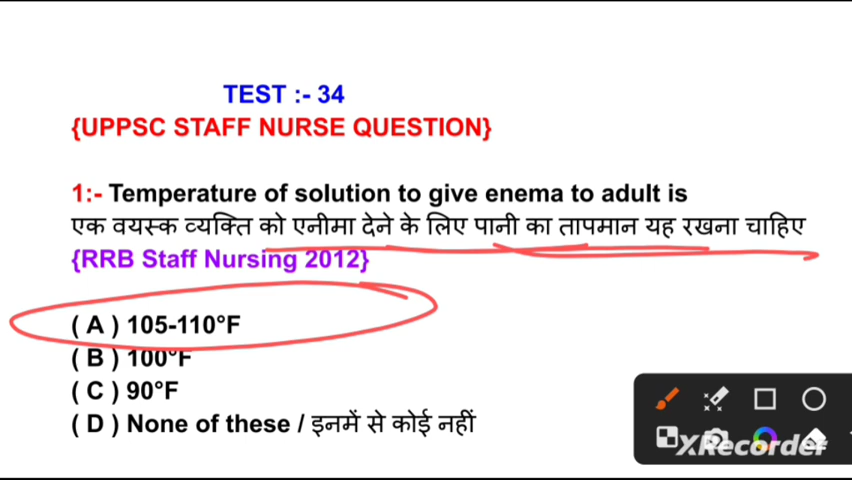 TEST :- 34
{UPPSC STAFF NURSE QUESTION}
1:- Temperature of solution to give enema to adult is
एक वयस्क व्यक्ति को एनीमा देने के लिए पानी का तापमान यह रखना चाहिए
{RRB Staff Nursing 2012}
( A ) 105-110°F
( B ) 100°F
( C ) 90°F
( D ) None of these / इनमें से कोई नहीं
XRecorder